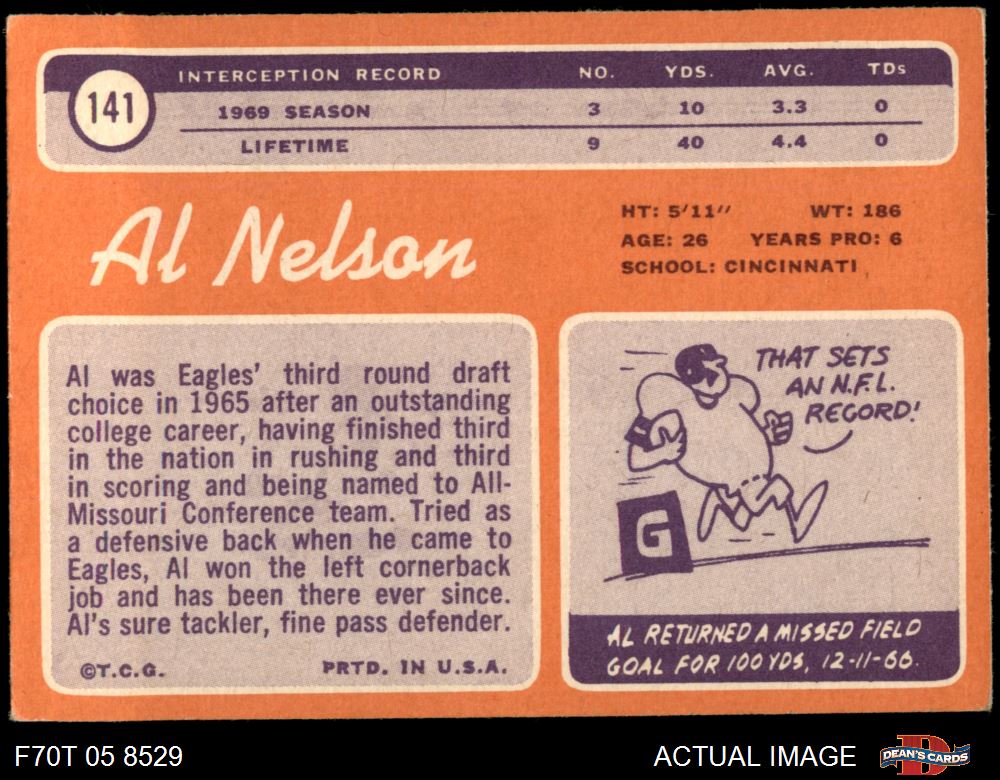 141
INTERCEPTION RECORD NO. YDS. AVG. TDs
1969 SEASON 3 10 3.3 0
LIFETIME 9 40 4.4 0
Al Nelson
HT: 5'11" WT: 186
AGE: 26 YEARS PRO: 6
SCHOOL: CINCINNATI
Al was Eagles' third round draft
choice in 1965 after an outstanding
college career, having finished third
in the nation in rushing and third
in scoring and being named to All-
Missouri Conference team. Tried as
a defensive back when he came to
Eagles, Al won the left cornerback
job and has been there ever since.
Al's sure tackler, fine pass defender.
©T.C.G. PRTD. IN U.S.A.
THAT SETS
AN N.F.L.
RECORD!
G
AL RETURNED A MISSED FIELD
GOAL FOR 100 YDS, 12-11-66.
F70T 05 8529
ACTUAL IMAGE
DEAN'S CARDS